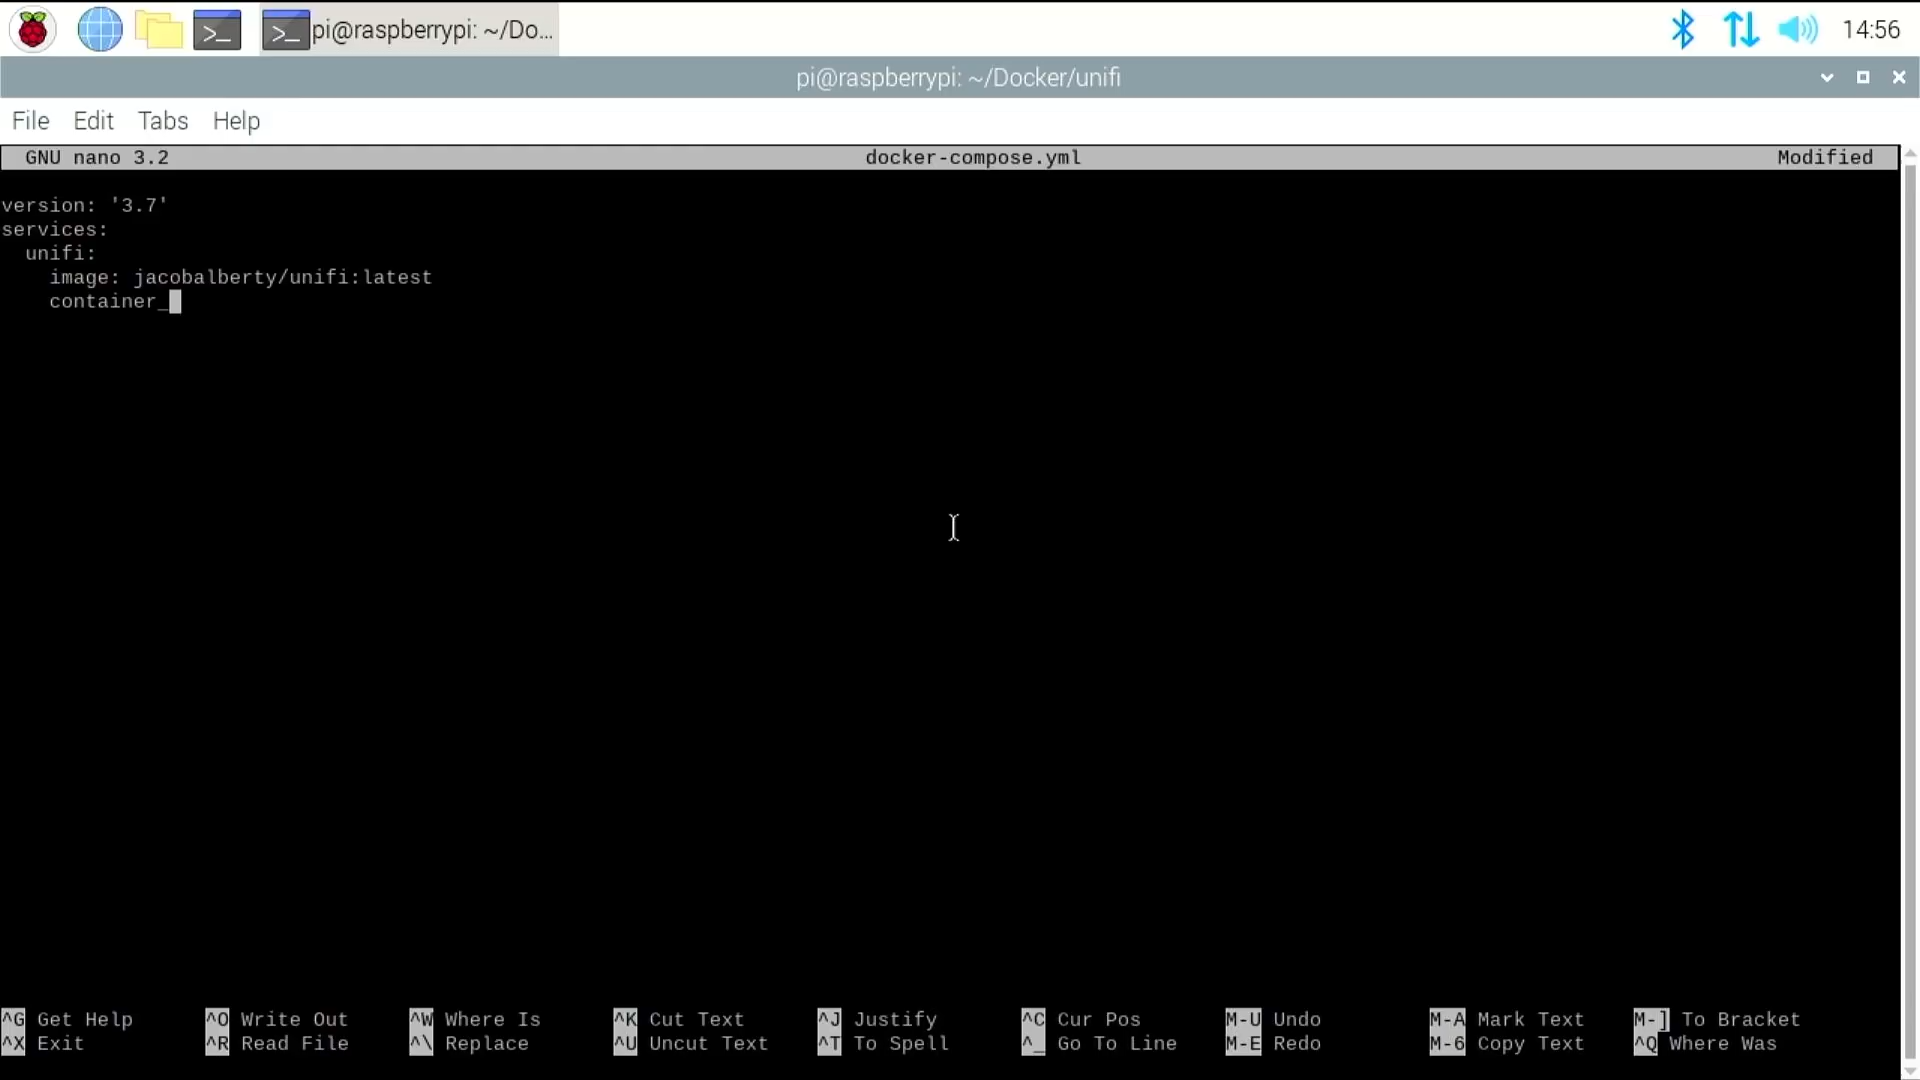 pi@raspberrypi: ~/Do... 14:56
pi@raspberrypi: ~/Docker/unifi
File Edit Tabs Help
GNU nano 3.2 docker-compose.yml Modified
version: '3.7'
services:
  unifi:
    image: jacobalberty/unifi:latest
    container_
^G Get Help ^O Write Out ^W Where Is ^K Cut Text ^J Justify ^C Cur Pos M-U Undo M-A Mark Text M-] To Bracket
^X Exit ^R Read File ^\ Replace ^U Uncut Text ^T To Spell ^_ Go To Line M-E Redo M-6 Copy Text ^Q Where Was